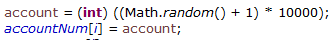 account = (int) ((Math.random() + 1) * 10000);
accountNum[i] = account;